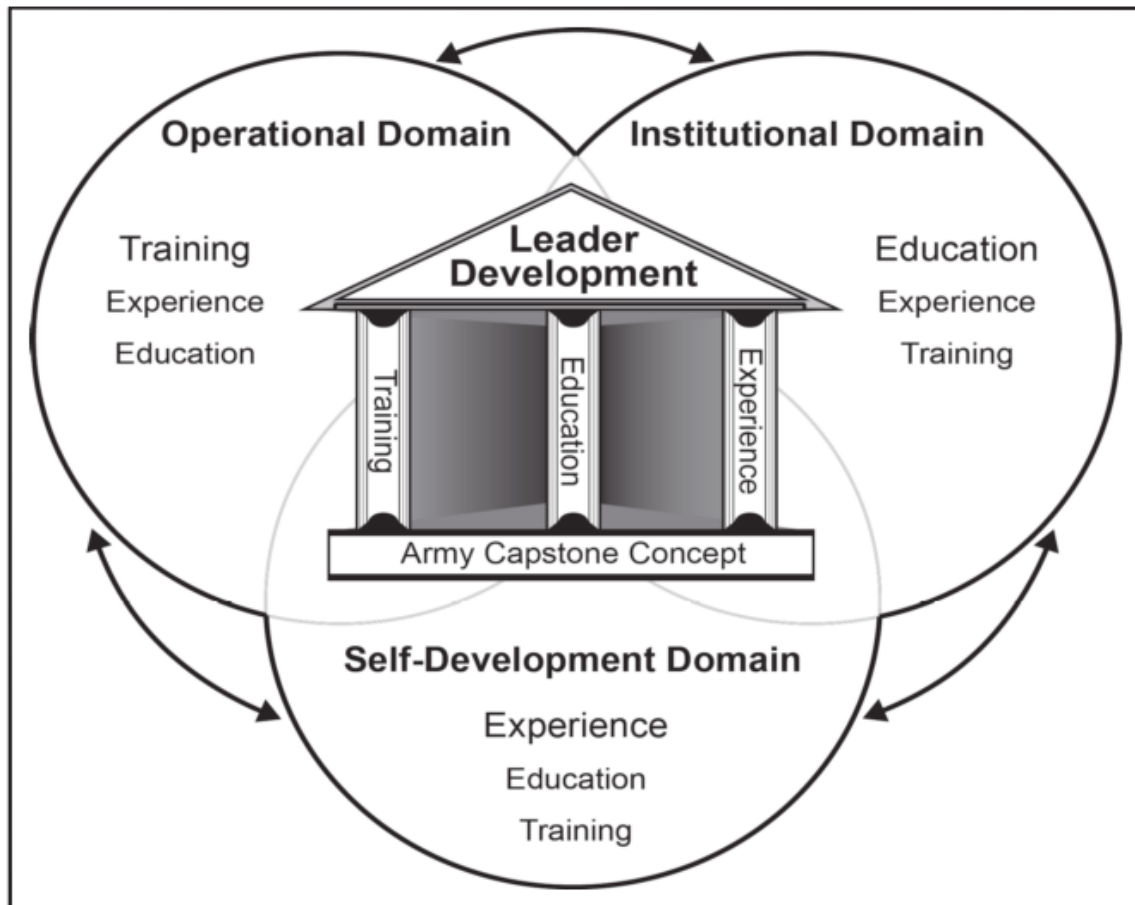 Operational Domain
Institutional Domain
Training
Experience
Education
Education
Experience
Training
Leader
Development
Training
Education
Experience
Army Capstone Concept
Self-Development Domain
Experience
Education
Training